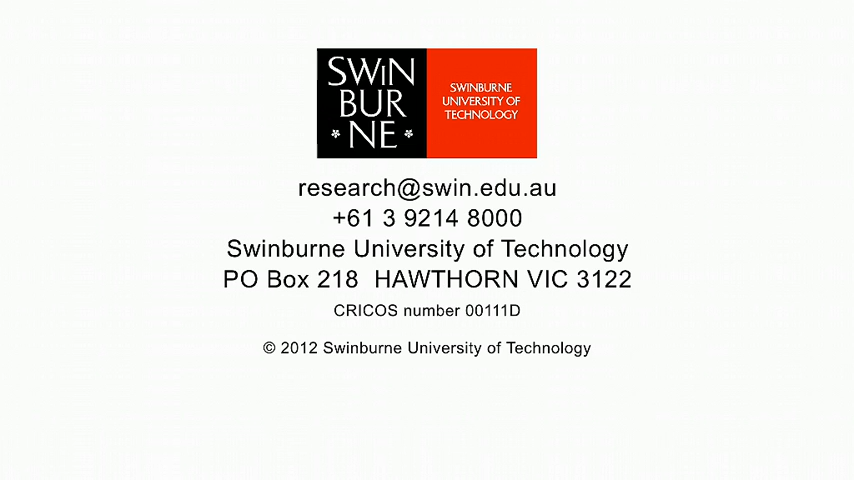 SWIN
BUR
NE
SWINBURNE
UNIVERSITY OF
TECHNOLOGY
research@swin.edu.au
+61 3 9214 8000
Swinburne University of Technology
PO Box 218 HAWTHORN VIC 3122
CRICOS number 00111D
© 2012 Swinburne University of Technology